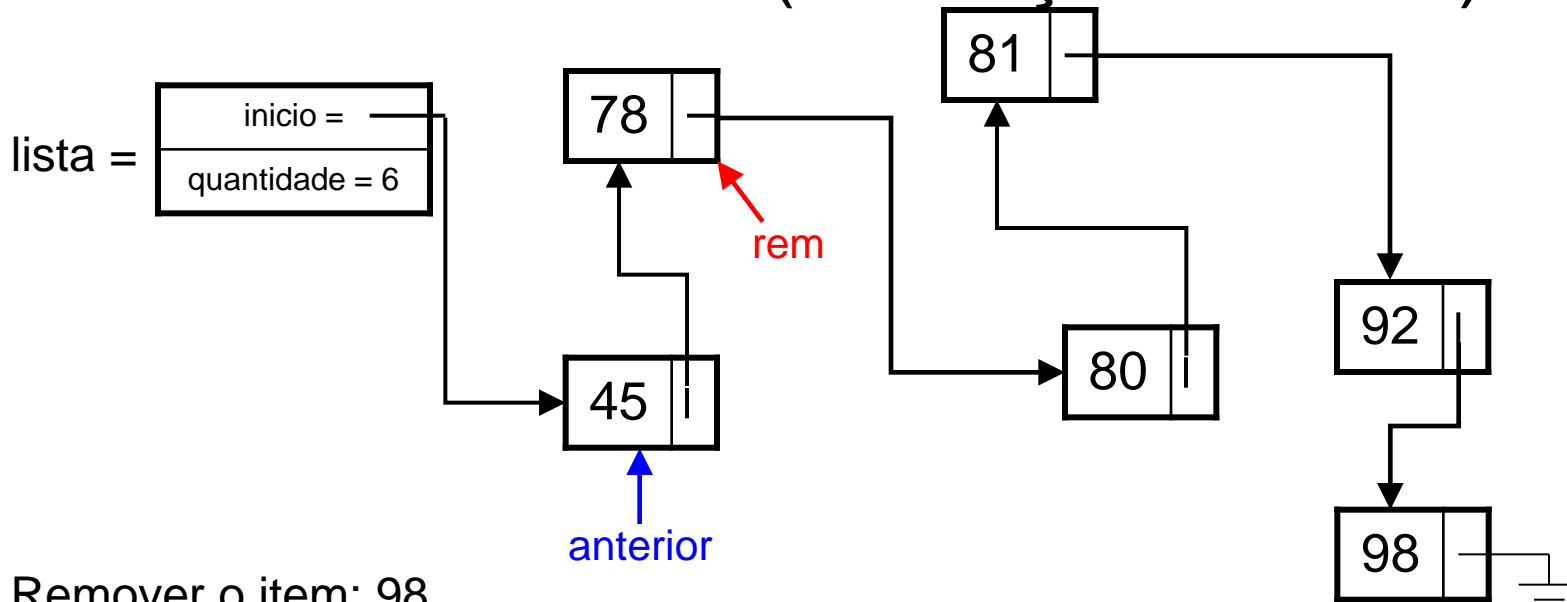 81
inicio =
78
lista =
quantidade = 6
rem
92
80
45
anterior
98
Remover o item: 98